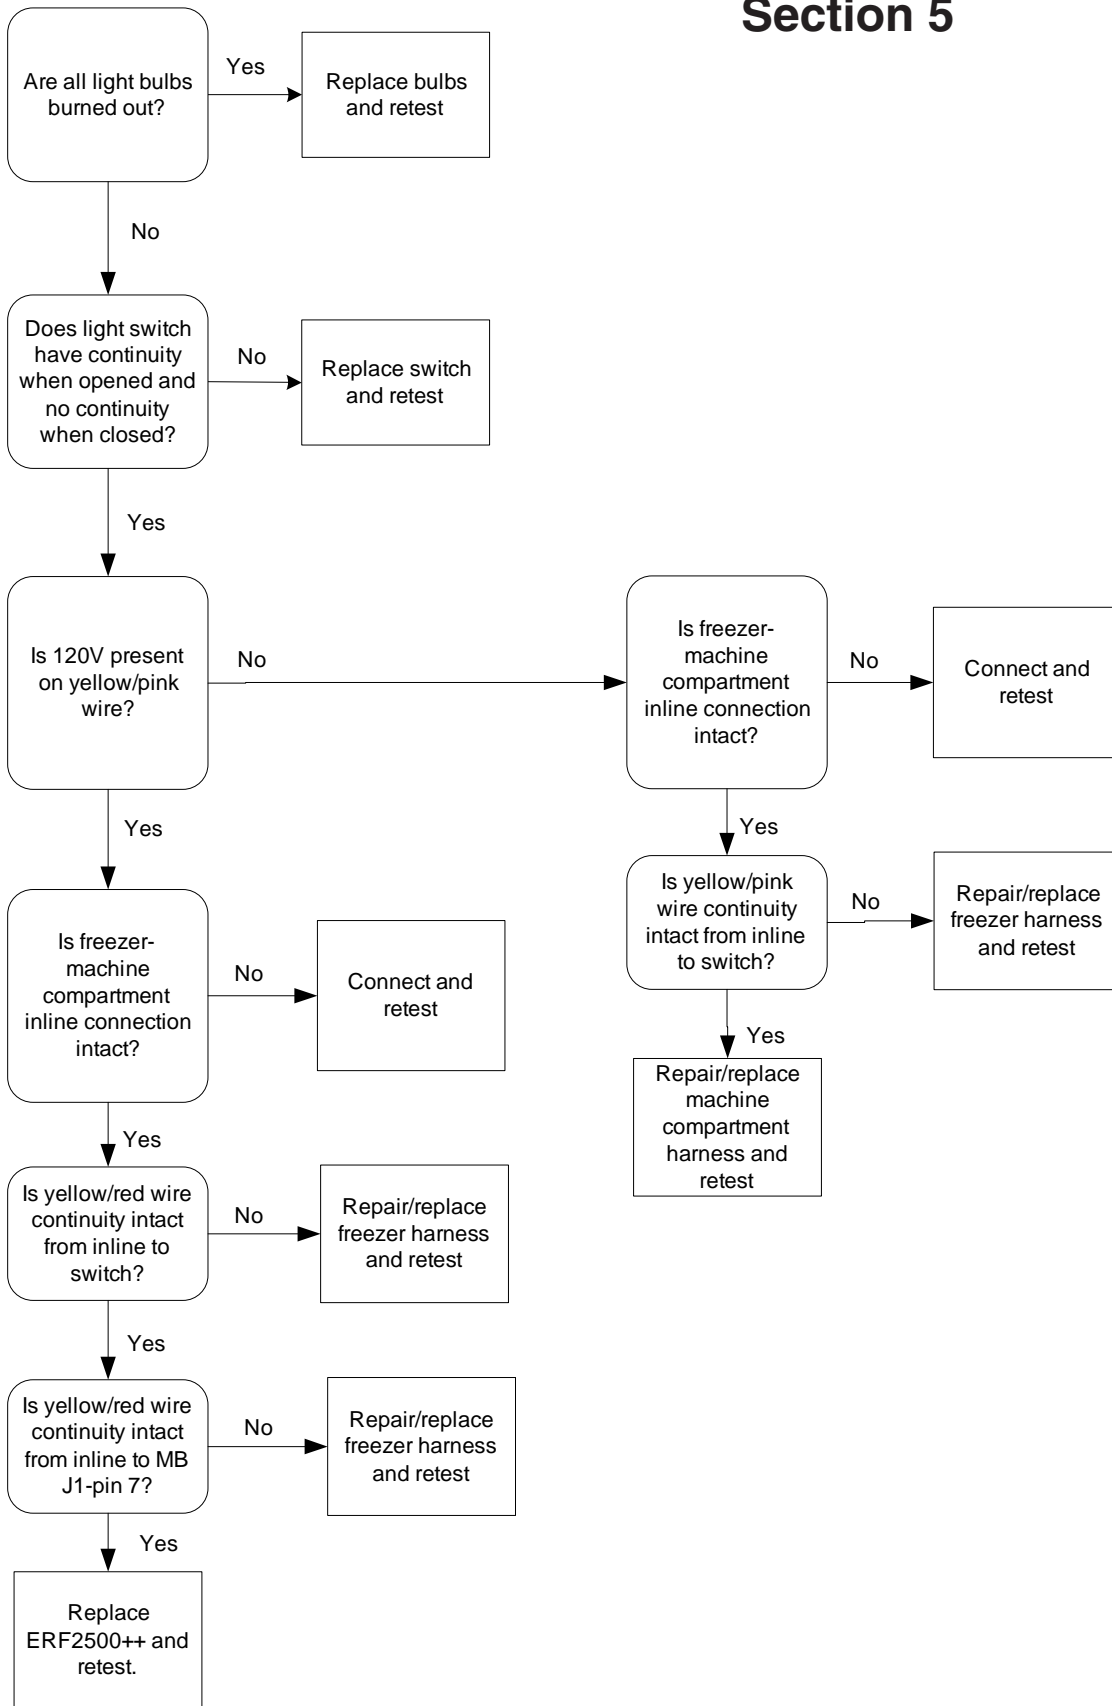 Section 5
Are all light bulbs
burned out?
Yes
Replace bulbs
and retest
No
Does light switch
have continuity
when opened and
no continuity
when closed?
No
Replace switch
and retest
Yes
Is 120V present
on yellow/pink
wire?
No
Is freezer-
machine
compartment
inline connection
intact?
No
Connect and
retest
Yes
Is yellow/pink
wire continuity
intact from inline
to switch?
No
Repair/replace
freezer harness
and retest
Yes
Repair/replace
machine
compartment
harness and
retest
Yes
Is freezer-
machine
compartment
inline connection
intact?
No
Connect and
retest
Yes
Is yellow/red wire
continuity intact
from inline to
switch?
No
Repair/replace
freezer harness
and retest
Yes
Is yellow/red wire
continuity intact
from inline to MB
J1-pin 7?
No
Repair/replace
freezer harness
and retest
Yes
Replace
ERF2500++ and
retest.